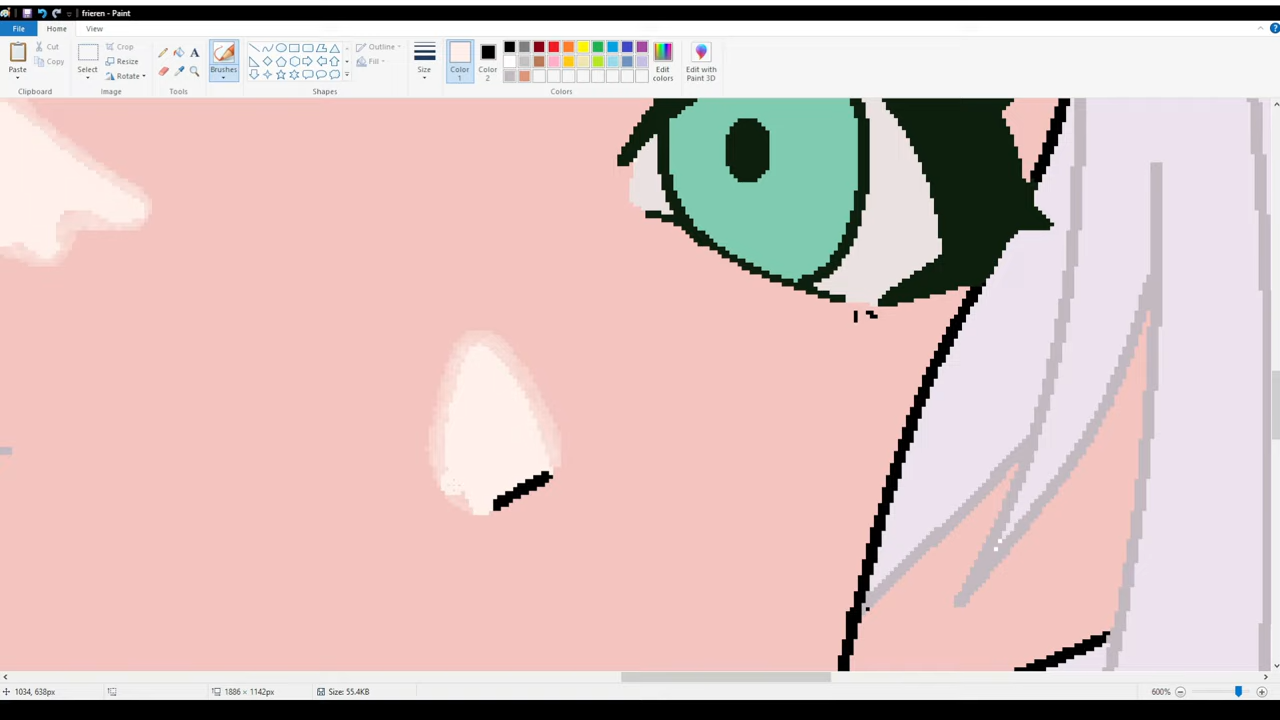 frieren - Paint
File
Home
View
Paste
Cut
Copy
Clipboard
Select
Crop
Resize
Rotate
Image
A
Tools
Brushes
Outline
Fill
Shapes
Size
Color
1
Color
2
Edit
colors
Edit with
Paint 3D
Colors
1034, 638px
1886 × 1142px
Size: 55.4KB
600%